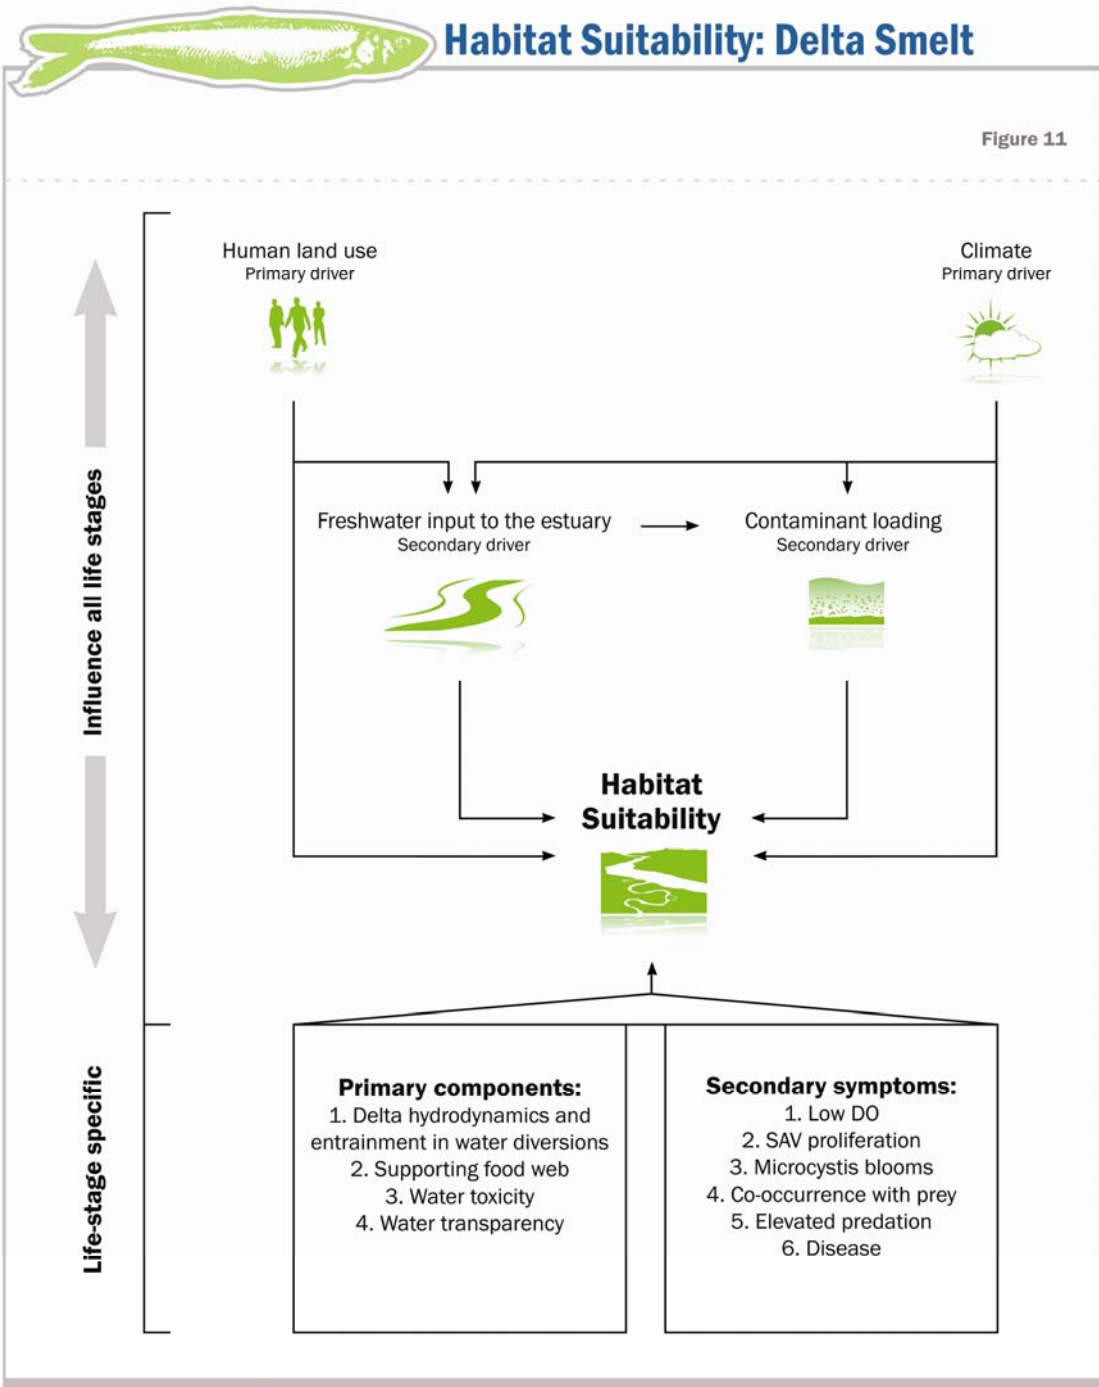 Habitat Suitability: Delta Smelt
Figure 11
Human land use
Primary driver
Climate
Primary driver
Influence all life stages
Freshwater input to the estuary
Secondary driver
Contaminant loading
Secondary driver
Habitat
Suitability
Life-stage specific
Primary components:
1. Delta hydrodynamics and
entrainment in water diversions
2. Supporting food web
3. Water toxicity
4. Water transparency
Secondary symptoms:
1. Low DO
2. SAV proliferation
3. Microcystis blooms
4. Co-occurrence with prey
5. Elevated predation
6. Disease